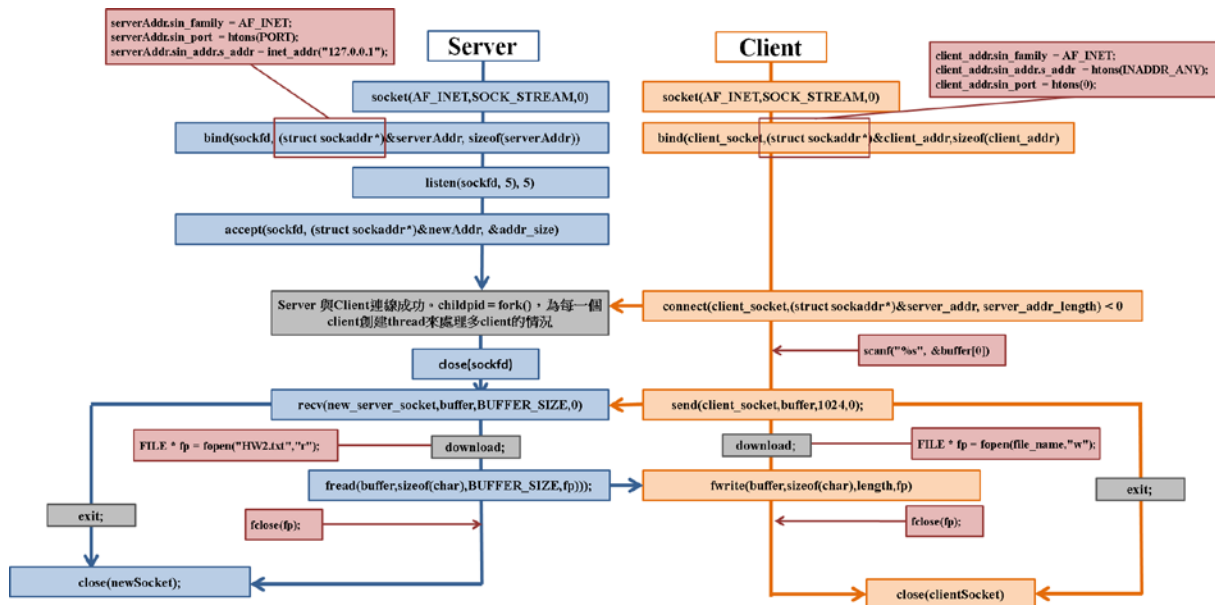 serverAddr.sin_family = AF_INET;
serverAddr.sin_port = htons(PORT);
serverAddr.sin_addr.s_addr = inet_addr("127.0.0.1");
Server
Client
client_addr.sin_family = AF_INET;
client_addr.sin_addr.s_addr = htons(INADDR_ANY);
client_addr.sin_port = htons(0);
socket(AF_INET,SOCK_STREAM,0)
socket(AF_INET,SOCK_STREAM,0)
bind(sockfd, (struct sockaddr*)&serverAddr, sizeof(serverAddr))
bind(client_socket,(struct sockaddr*)&client_addr,sizeof(client_addr)
listen(sockfd, 5), 5)
accept(sockfd, (struct sockaddr*)&newAddr, &addr_size)
Server 與Client連線成功。childpid = fork()，為每一個
client創建thread來處理多client的情況
connect(client_socket,(struct sockaddr*)&server_addr, server_addr_length) < 0
close(sockfd)
scanf("%s", &buffer[0])
recv(new_server_socket,buffer,BUFFER_SIZE,0)
send(client_socket,buffer,1024,0);
FILE * fp = fopen("HW2.txt","r");
download;
download;
FILE * fp = fopen(file_name,"w");
fread(buffer,sizeof(char),BUFFER_SIZE,fp)));
fwrite(buffer,sizeof(char),length,fp)
exit;
exit;
fclose(fp);
fclose(fp);
close(newSocket);
close(clientSocket)